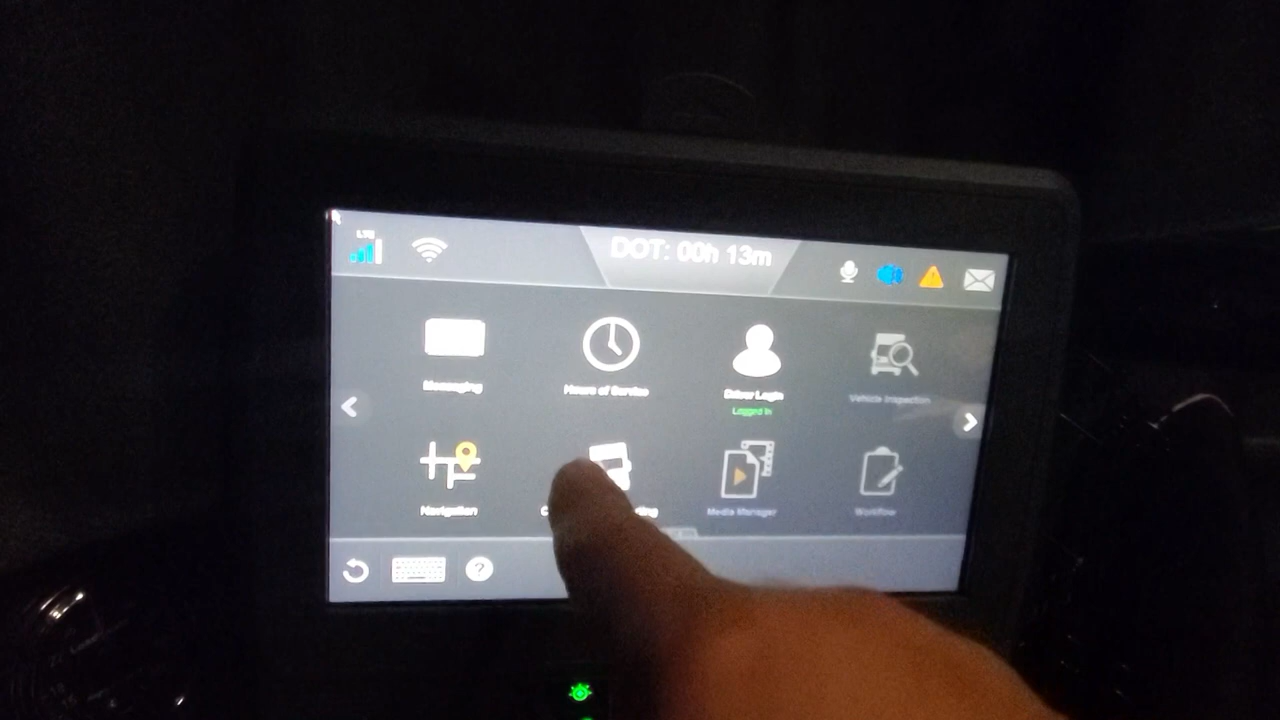 LTE
DOT: 00h 13m
Messaging
Hours of Service
Driver Login
Vehicle Inspection
Logged In
Navigation
Media Manager
Workflow